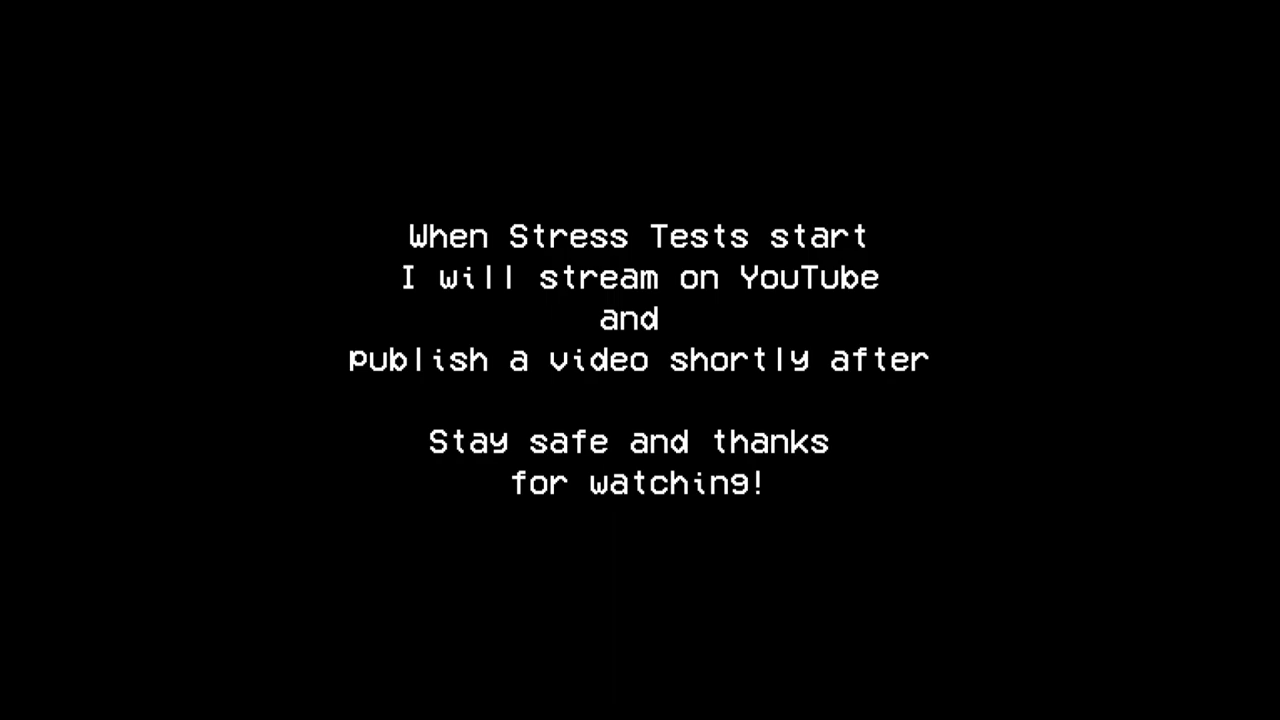 When Stress Tests start
I will stream on YouTube
and
publish a video shortly after
Stay safe and thanks
for watching!